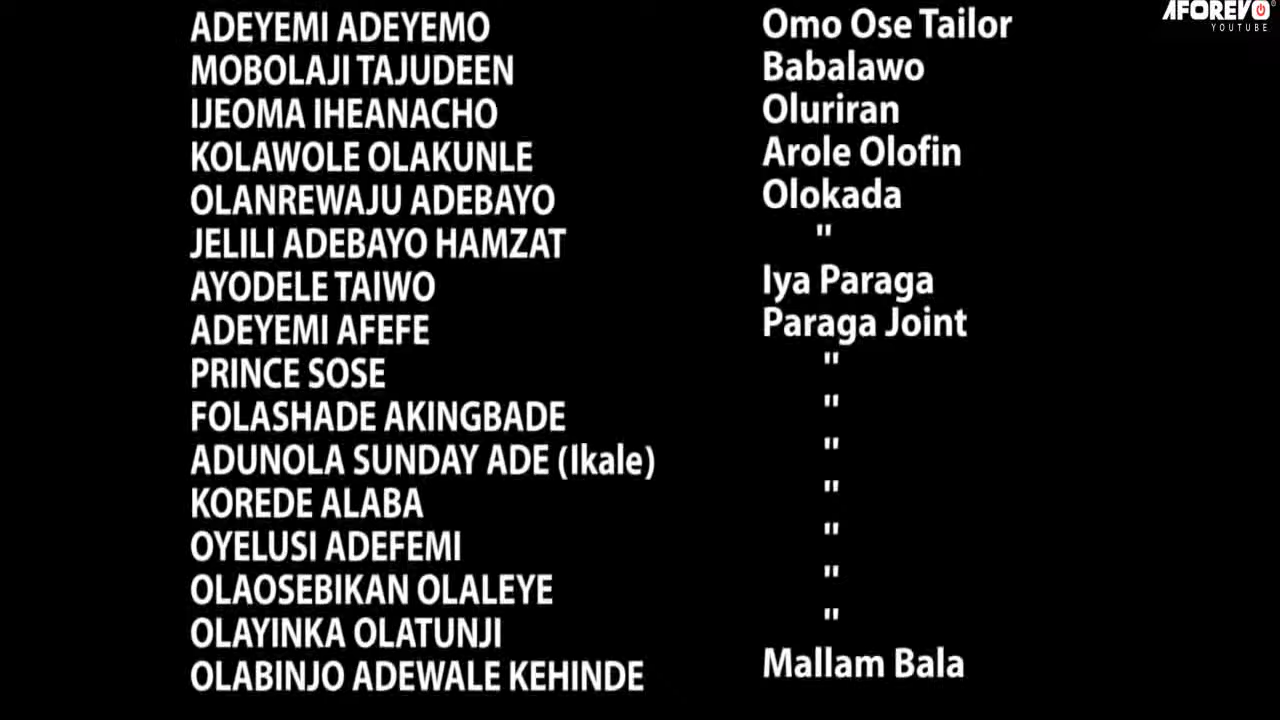 AFOREVO
YOUTUBE
ADEYEMI ADEYEMO Omo Ose Tailor
MOBOLAJI TAJUDEEN Babalawo
IJEOMA IHEANACHO Oluriran
KOLAWOLE OLAKUNLE Arole Olofin
OLANREWAJU ADEBAYO Olokada
JELILI ADEBAYO HAMZAT "
AYODELE TAIWO Iya Paraga
ADEYEMI AFEFE Paraga Joint
PRINCE SOSE "
FOLASHADE AKINGBADE "
ADUNOLA SUNDAY ADE (Ikale) "
KOREDE ALABA "
OYELUSI ADEFEMI "
OLAOSEBIKAN OLALEYE "
OLAYINKA OLATUNJI "
OLABINJO ADEWALE KEHINDE Mallam Bala